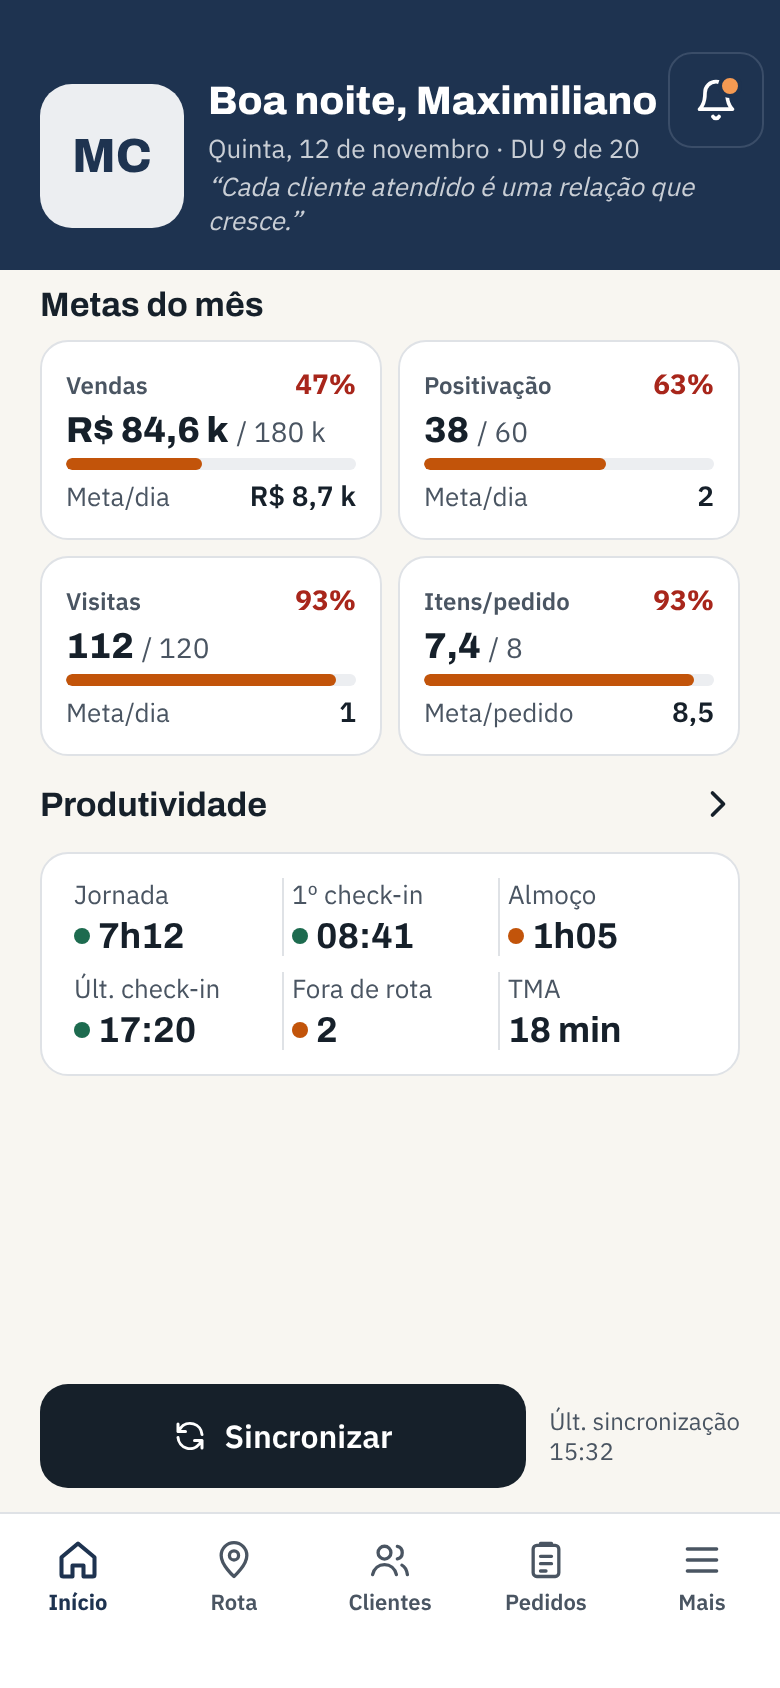 MC
Boa noite, Maximiliano
Quinta, 12 de novembro · DU 9 de 20
“Cada cliente atendido é uma relação que
cresce.”
Metas do mês
Vendas 47%
R$ 84,6 k / 180 k
Meta/dia R$ 8,7 k
Positivação 63%
38 / 60
Meta/dia 2
Visitas 93%
112 / 120
Meta/dia 1
Itens/pedido 93%
7,4 / 8
Meta/pedido 8,5
Produtividade
Jornada
7h12
1º check-in
08:41
Almoço
1h05
Últ. check-in
17:20
Fora de rota
2
TMA
18 min
Sincronizar
Últ. sincronização
15:32
Início
Rota
Clientes
Pedidos
Mais